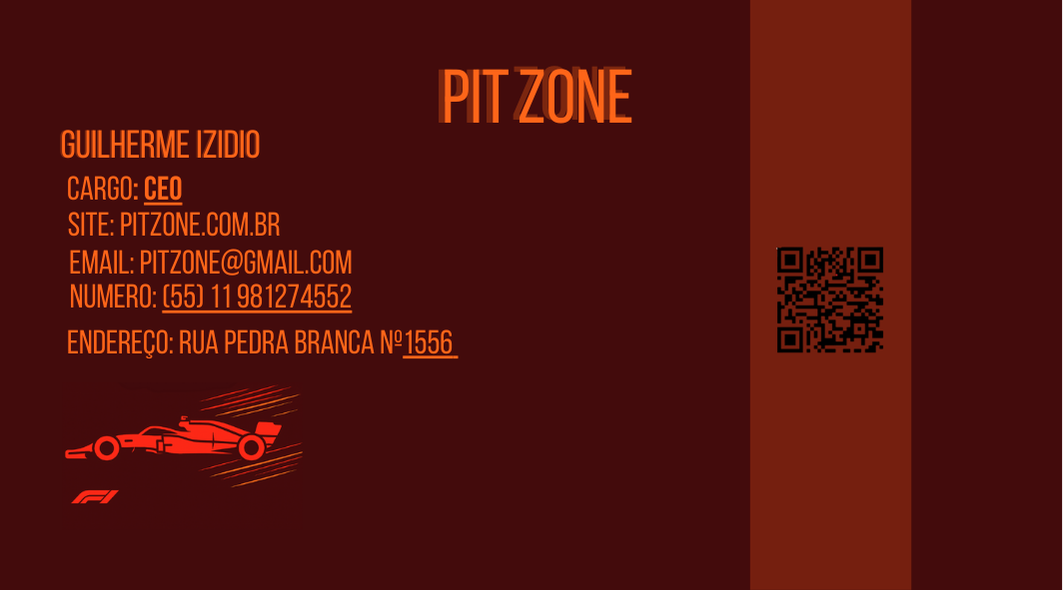 PIT ZONE
GUILHERME IZIDIO
CARGO: CEO
SITE: PITZONE.COM.BR
EMAIL: PITZONE@GMAIL.COM
NUMERO: (55) 11 981274552
ENDEREÇO: RUA PEDRA BRANCA Nº1556
F1